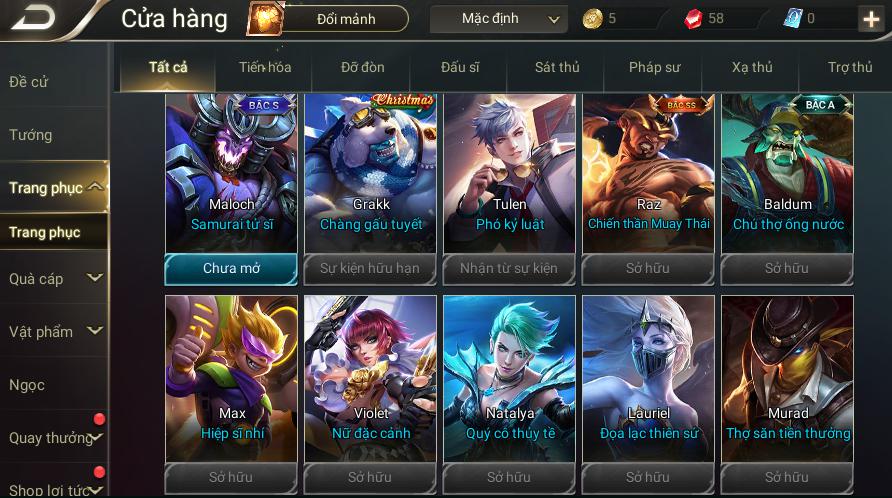 Cửa hàng
Đổi mảnh
Mặc định
5
58
0
Đề cử
Tướng
Trang phục
Trang phục
Quà cáp
Vật phẩm
Ngọc
Quay thưởng
Shop lợi tức
Tất cả
Tiến hóa
Đỡ đòn
Đấu sĩ
Sát thủ
Pháp sư
Xạ thủ
Trợ thủ
BẬC S
Christmas
BẬC SS
BẬC A
Maloch
Samurai tử sĩ
Chưa mở
Grakk
Chàng gấu tuyết
Sự kiện hữu hạn
Tulen
Phó kỷ luật
Nhận từ sự kiện
Raz
Chiến thần Muay Thái
Sở hữu
Baldum
Chú thợ ống nước
Sở hữu
Max
Hiệp sĩ nhí
Sở hữu
Violet
Nữ đặc cảnh
Sở hữu
Natalya
Quý cô thủy tề
Sở hữu
Lauriel
Đọa lạc thiên sứ
Sở hữu
Murad
Thợ săn tiền thưởng
Sở hữu